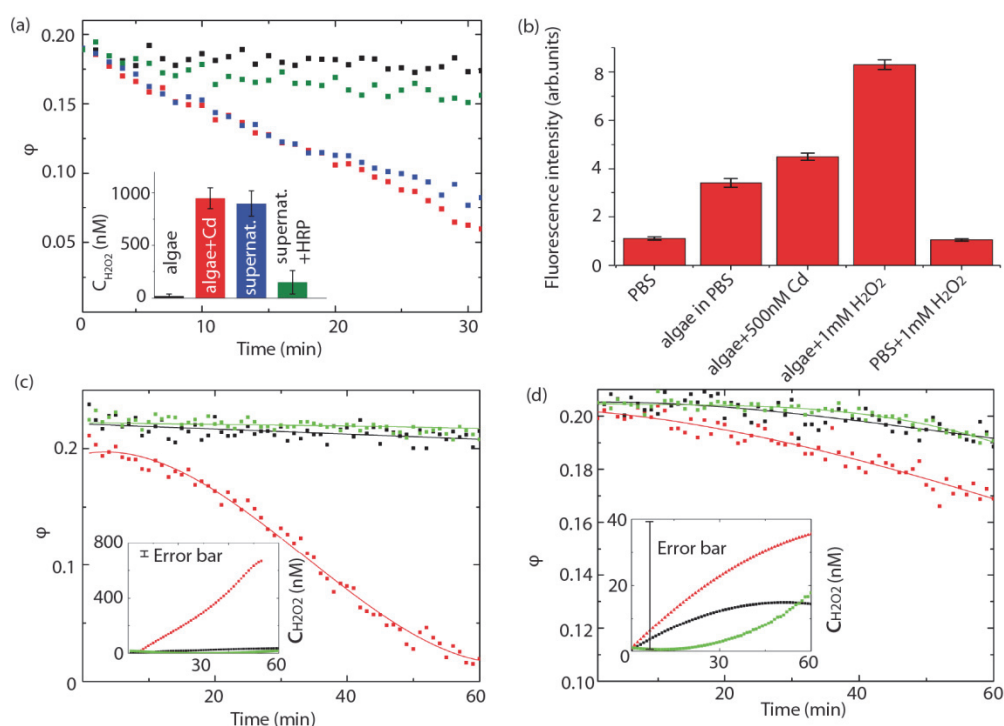 (a)
0.20
0.15
0.10
0.05
φ
C_H2O2 (nM)
1000
500
0
algae
algae+Cd
supernat.
supernat.
+HRP
0
10
20
30
Time (min)
(b)
Fluorescence intensity (arb.units)
8
6
4
2
0
PBS
algae in PBS
algae+500nM Cd
algae+1mM H2O2
PBS+1mM H2O2
(c)
0.2
0.1
0
φ
800
400
0
Error bar
30
60
C_H2O2 (nM)
20
40
60
Time (min)
(d)
0.20
0.18
0.16
0.14
0.12
0.10
φ
40
20
0
Error bar
30
60
C_H2O2 (nM)
20
40
60
Time (min)